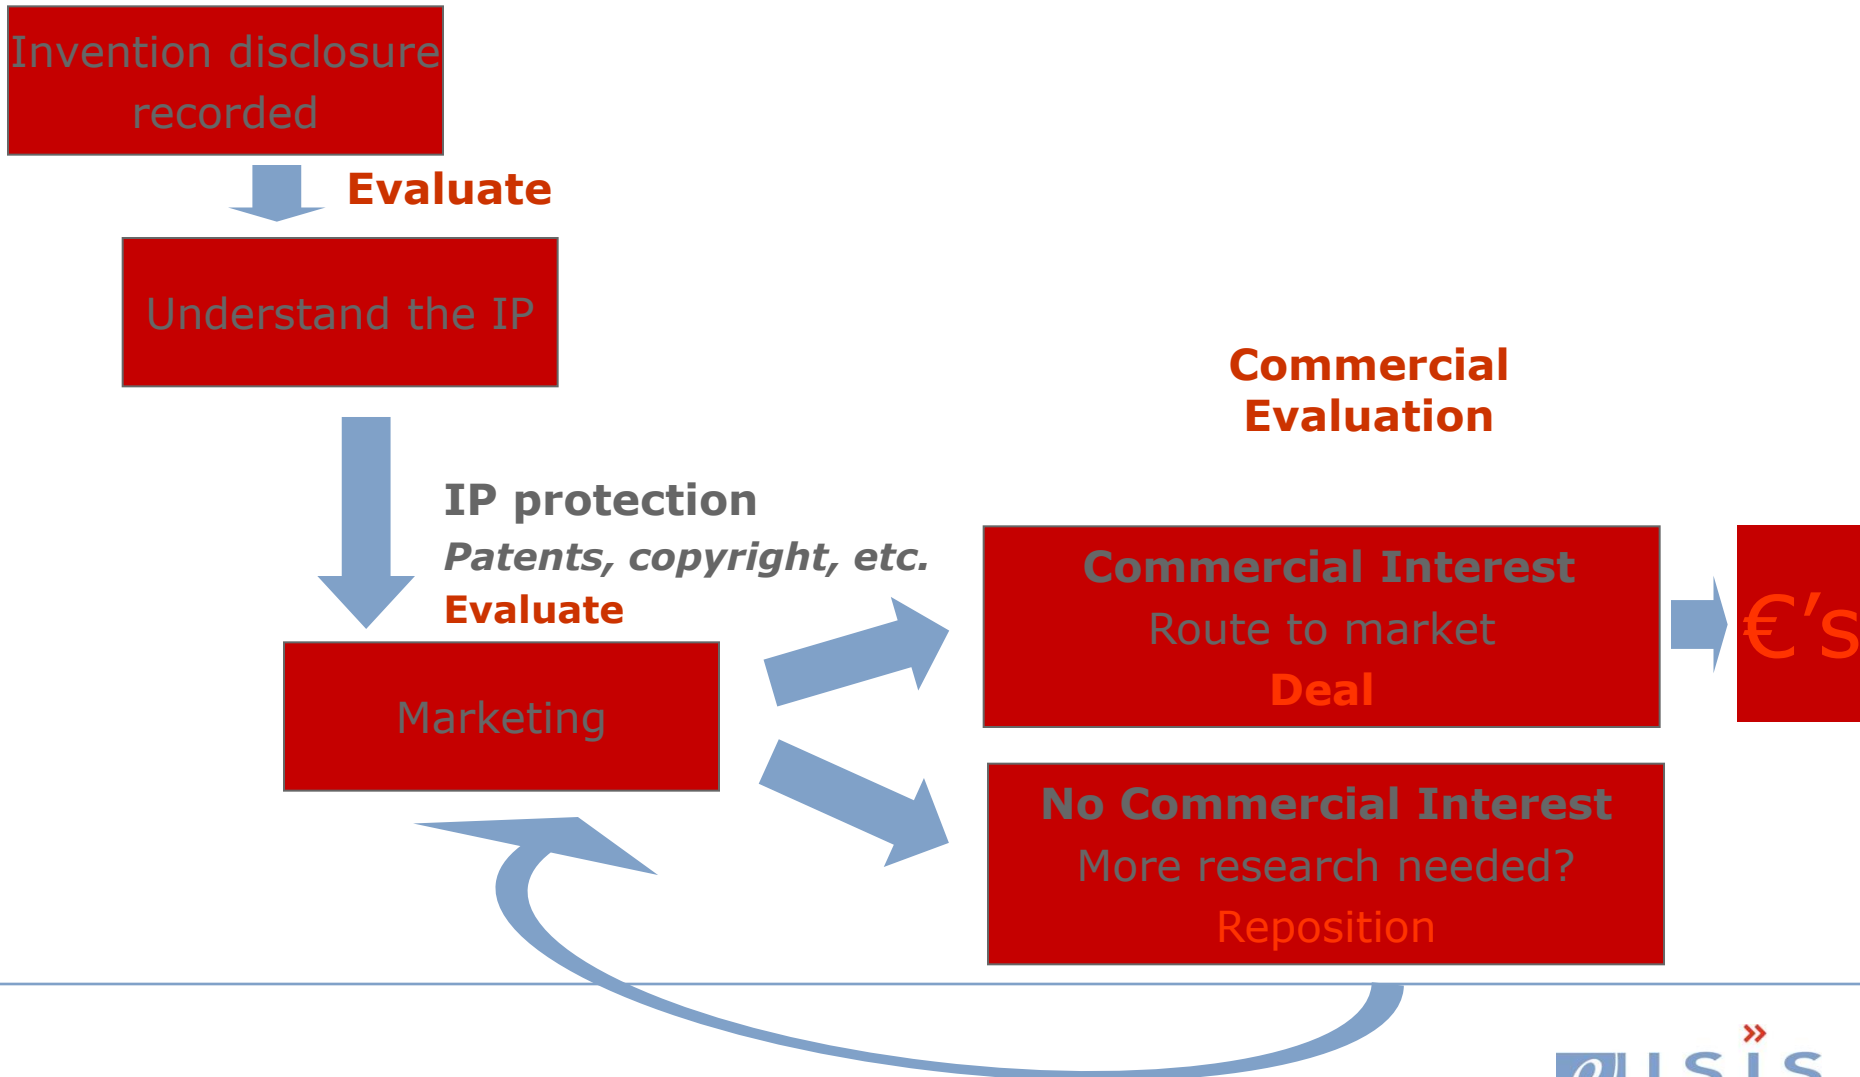 Invention disclosure
recorded
Evaluate
Understand the IP
Commercial
Evaluation
IP protection
Patents, copyright, etc.
Evaluate
Marketing
Commercial Interest
Route to market
Deal
€’s
No Commercial Interest
More research needed?
Reposition
ISIS